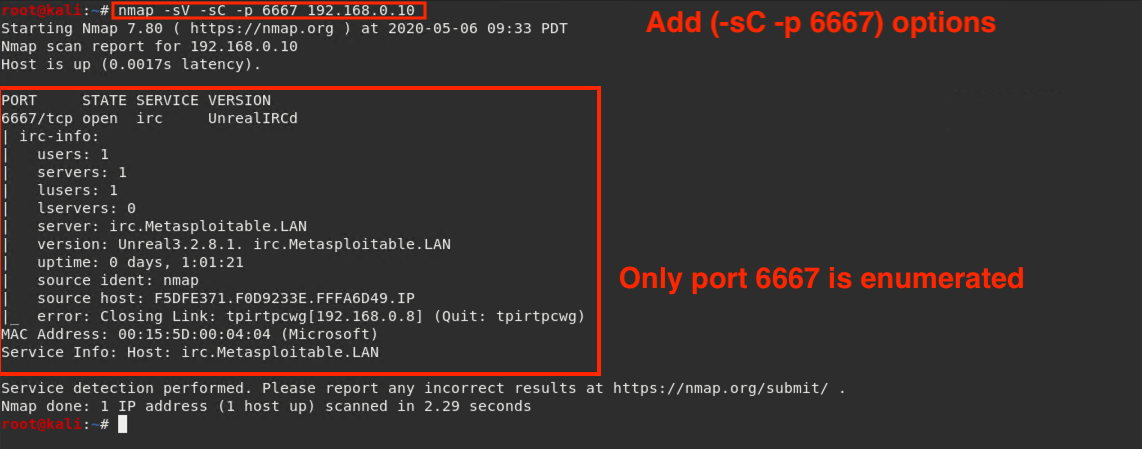 root@kali:~# nmap -sV -sC -p 6667 192.168.0.10
Add (-sC -p 6667) options
Starting Nmap 7.80 ( https://nmap.org ) at 2020-05-06 09:33 PDT
Nmap scan report for 192.168.0.10
Host is up (0.0017s latency).
PORT     STATE SERVICE VERSION
6667/tcp open  irc     UnrealIRCd
| irc-info:
|   users: 1
|   servers: 1
|   lusers: 1
|   lservers: 0
|   server: irc.Metasploitable.LAN
|   version: Unreal3.2.8.1. irc.Metasploitable.LAN
|   uptime: 0 days, 1:01:21
|   source ident: nmap
|   source host: F5DFE371.F0D9233E.FFFA6D49.IP
|_  error: Closing Link: tpirtpcwg[192.168.0.8] (Quit: tpirtpcwg)
Only port 6667 is enumerated
MAC Address: 00:15:5D:00:04:04 (Microsoft)
Service Info: Host: irc.Metasploitable.LAN
Service detection performed. Please report any incorrect results at https://nmap.org/submit/ .
Nmap done: 1 IP address (1 host up) scanned in 2.29 seconds
root@kali:~#